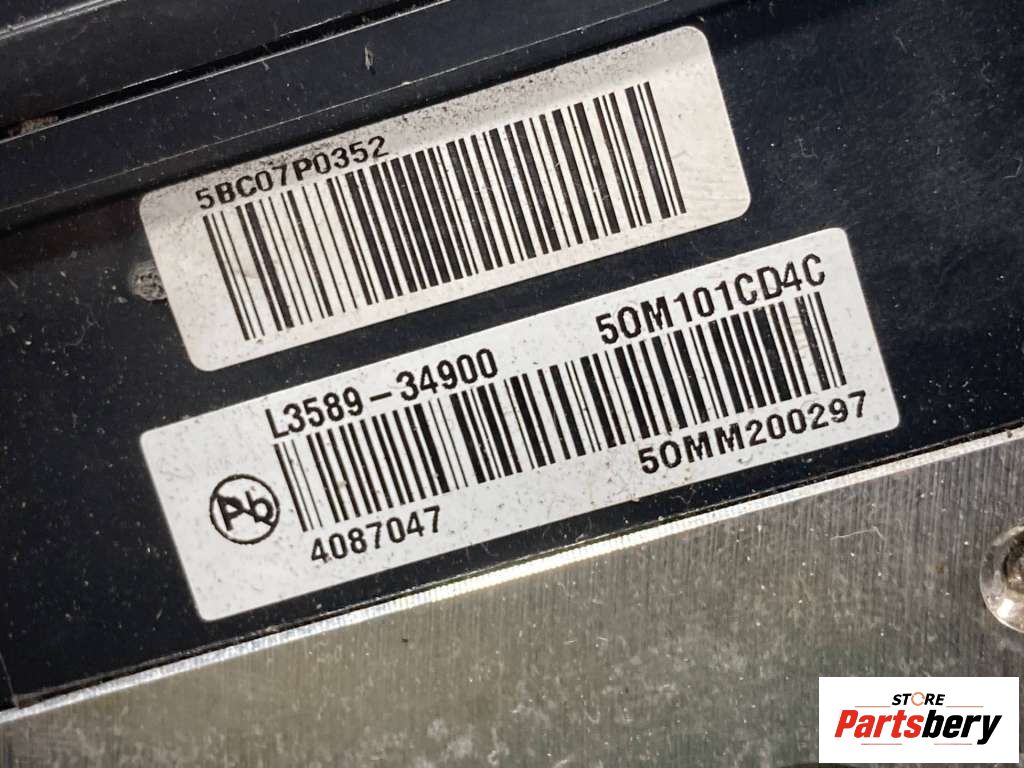 5BC07P0352
L3589-34900 50M101CD4C
4087047 50MM200297
Pb
STORE
Partsbery